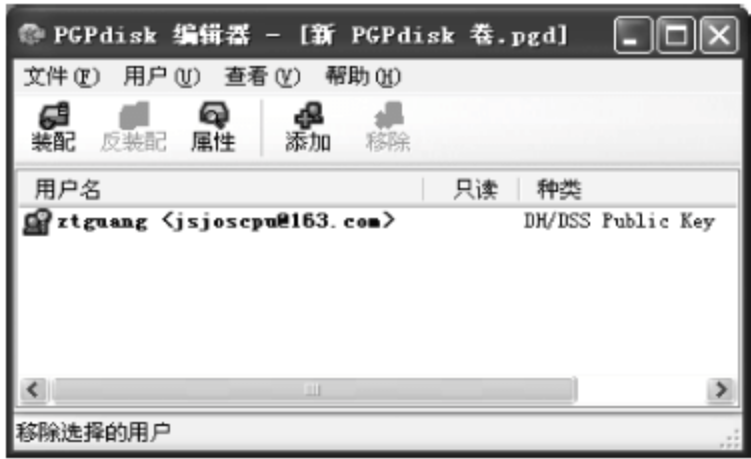 PGPdisk 编辑器 - [新 PGPdisk 卷.pgd]
文件(F) 用户(U) 查看(V) 帮助(H)
装配 反装配 属性 添加 移除
用户名 只读 种类
ztguang <jsjoscpu@163.com> DH/DSS Public Key
移除选择的用户